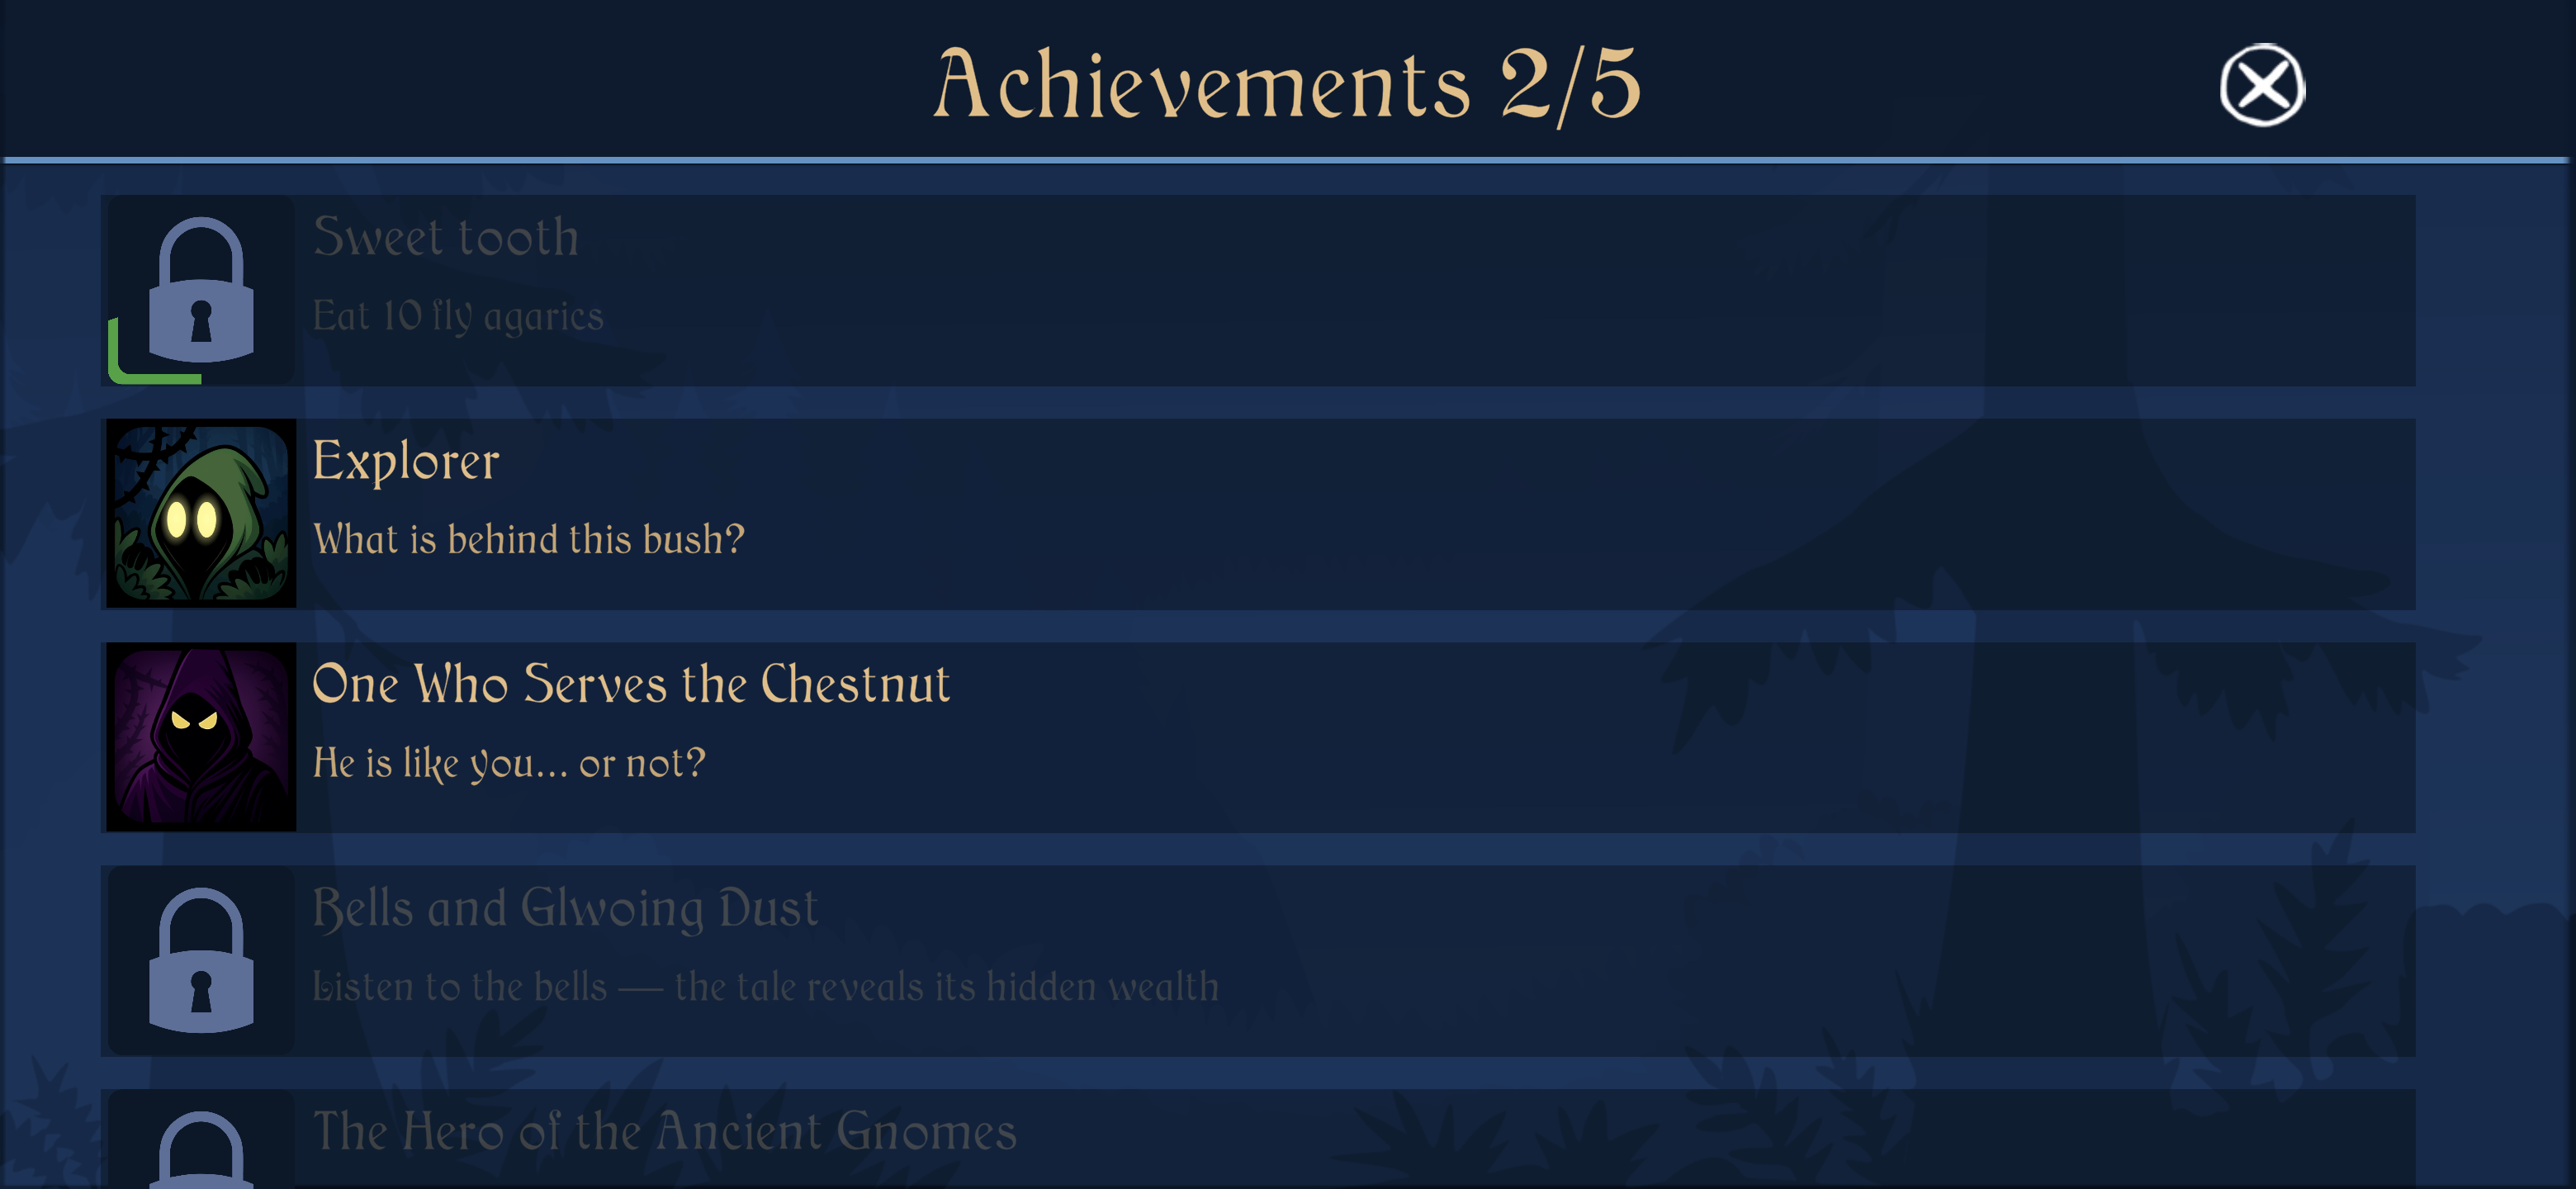 Achievements 2/5
Sweet tooth
Eat 10 fly agarics
Explorer
What is behind this bush?
One Who Serves the Chestnut
He is like you... or not?
Bells and Glwoing Dust
Listen to the bells — the tale reveals its hidden wealth
The Hero of the Ancient Gnomes